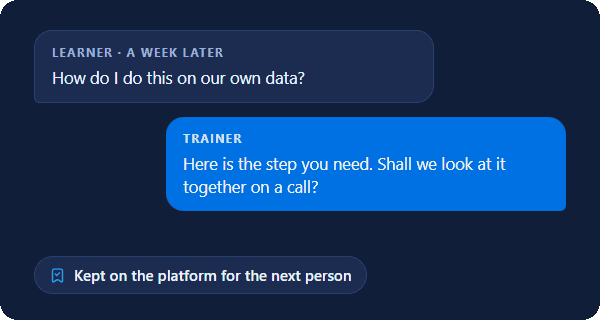 LEARNER · A WEEK LATER
How do I do this on our own data?
TRAINER
Here is the step you need. Shall we look at it
together on a call?
Kept on the platform for the next person